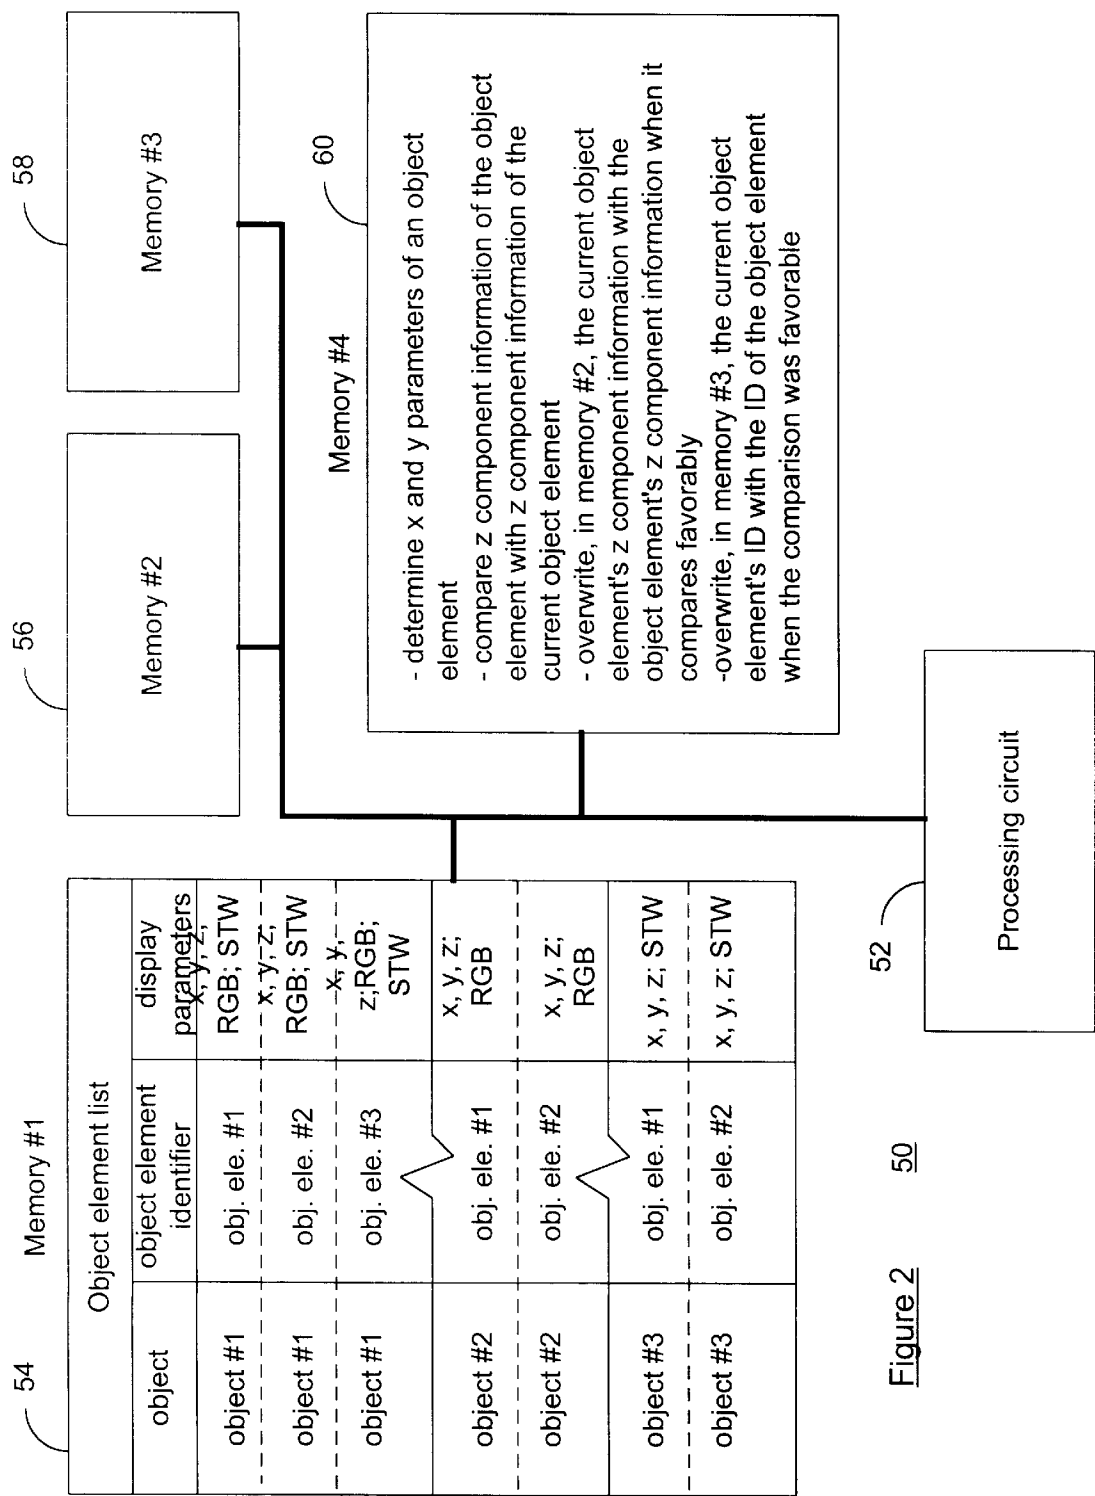 54
Memory #1
Object element list
object
object element
identifier
display
parameters
object #1
obj. ele. #1
x, y, z;
RGB; STW
object #1
obj. ele. #2
x, y, z;
RGB; STW
object #1
obj. ele. #3
x, y,
z;RGB;
STW
object #2
obj. ele. #1
x, y, z;
RGB
object #2
obj. ele. #2
x, y, z;
RGB
object #3
obj. ele. #1
x, y, z; STW
object #3
obj. ele. #2
x, y, z; STW
56
Memory #2
58
Memory #3
Memory #4
60
- determine x and y parameters of an object
element
- compare z component information of the object
element with z component information of the
current object element
- overwrite, in memory #2, the current object
element's z component information with the
object element's z component information when it
compares favorably
-overwrite, in memory #3, the current object
element's ID with the ID of the object element
when the comparison was favorable
52
Processing circuit
Figure 2
50